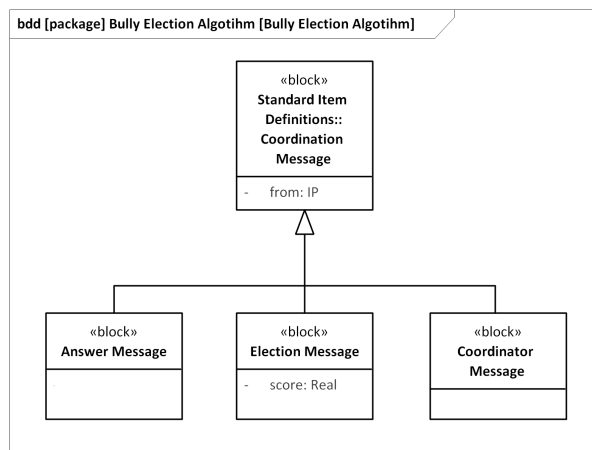 bdd [package] Bully Election Algotihm [Bully Election Algotihm]
«block»
Standard Item
Definitions::
Coordination
Message
- from: IP
«block»
Answer Message
«block»
Election Message
- score: Real
«block»
Coordinator
Message